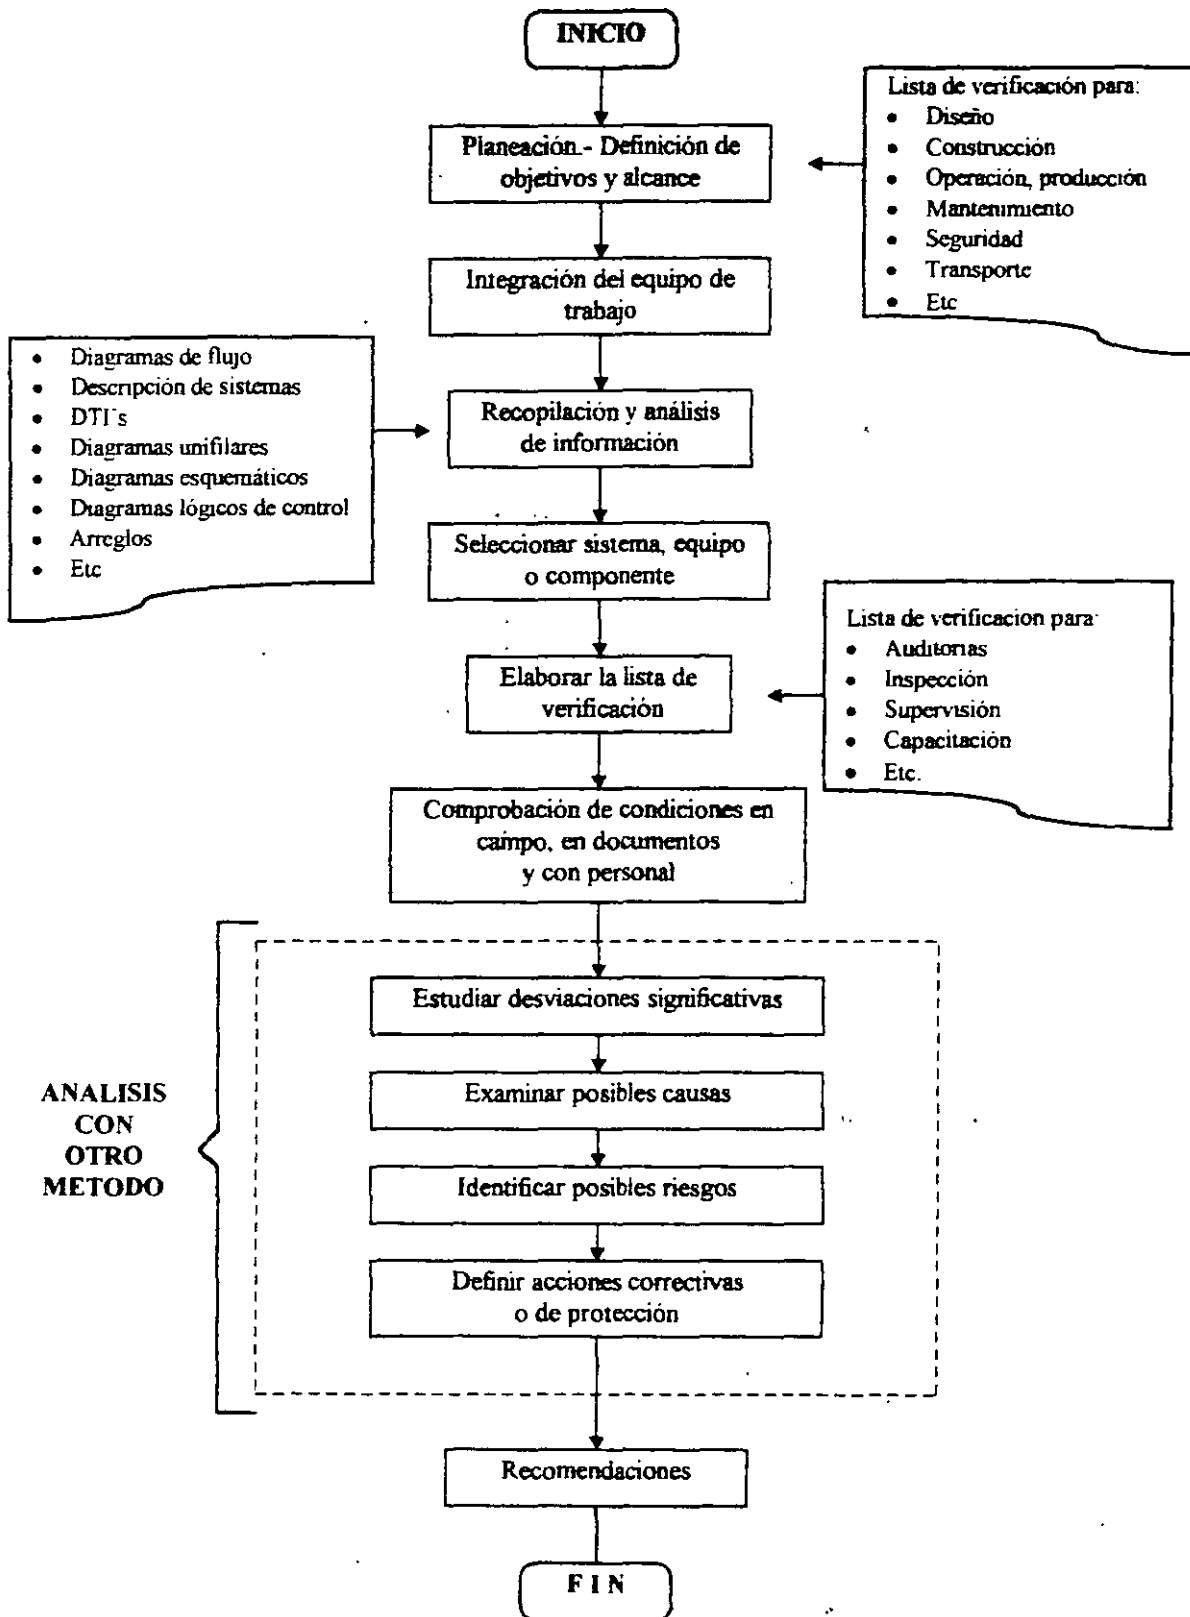 INICIO
Lista de verificación para:
• Diseño
• Construcción
• Operación, producción
• Mantenimiento
• Seguridad
• Transporte
• Etc
Planeación.- Definición de
objetivos y alcance
Integración del equipo de
trabajo
• Diagramas de flujo
• Descripción de sistemas
• DTI's
• Diagramas unifilares
• Diagramas esquemáticos
• Diagramas lógicos de control
• Arreglos
• Etc
Recopilación y análisis
de información
Seleccionar sistema, equipo
o componente
Lista de verificacion para:
• Auditorias
• Inspección
• Supervisión
• Capacitación
• Etc.
Elaborar la lista de
verificación
Comprobación de condiciones en
campo, en documentos
y con personal
ANALISIS
CON
OTRO
METODO
Estudiar desviaciones significativas
Examinar posibles causas
Identificar posibles riesgos
Definir acciones correctivas
o de protección
Recomendaciones
F I N